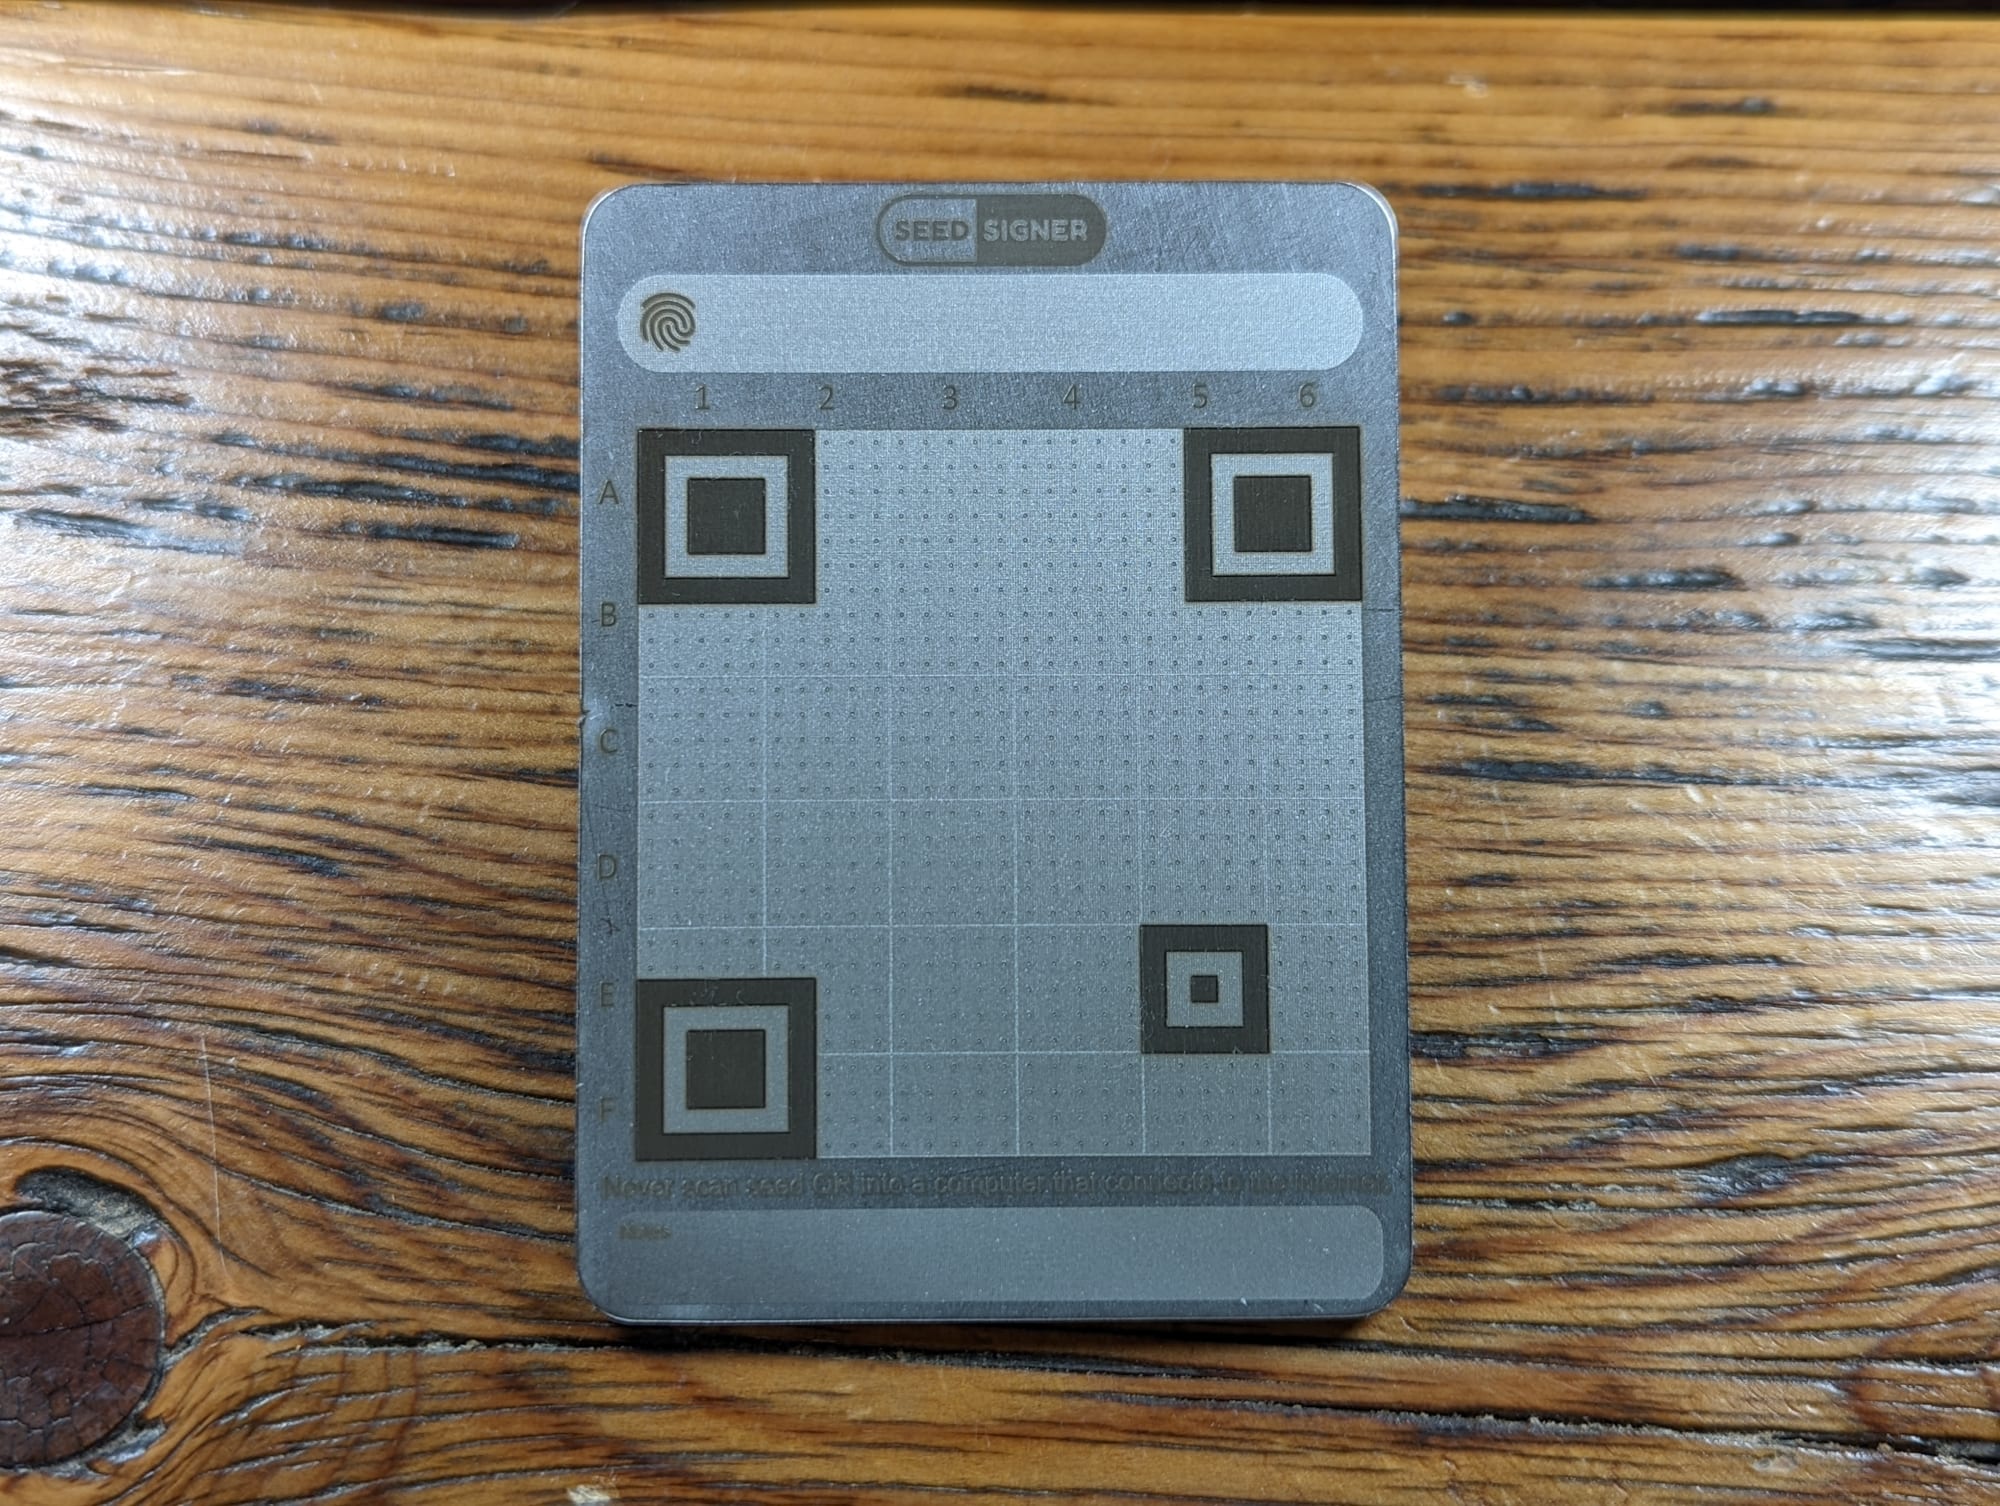 SEED SIGNER
1 2 3 4 5 6
A
B
C
D
E
F
Never scan seed QR into a computer that connects to the internet.
Notes